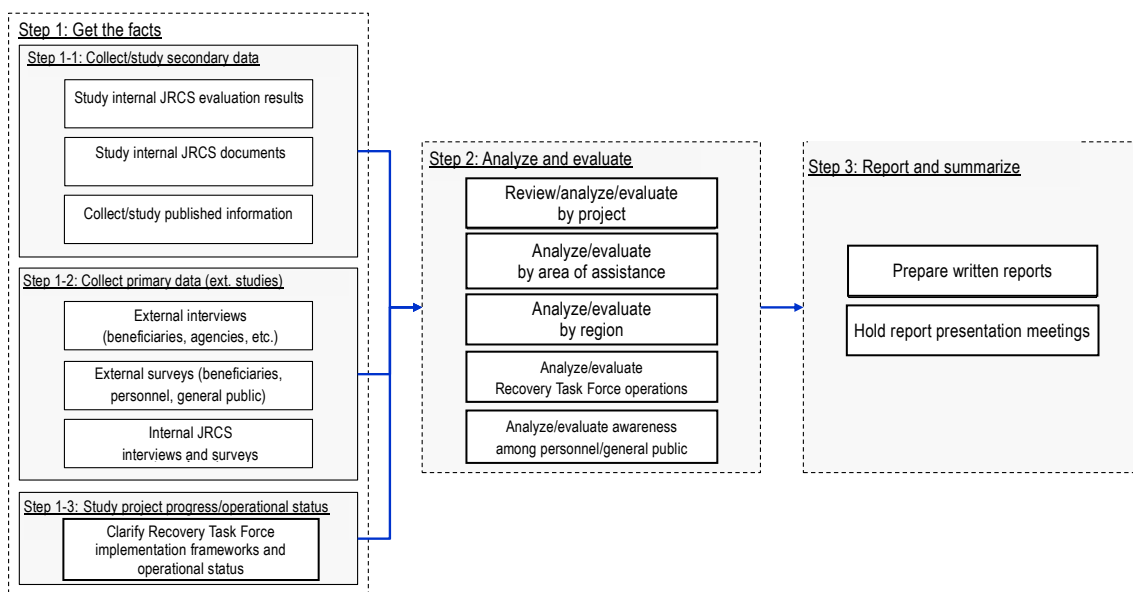 Step 1: Get the facts
Step 1-1: Collect/study secondary data
Study internal JRCS evaluation results
Study internal JRCS documents
Collect/study published information
Step 1-2: Collect primary data (ext. studies)
External interviews
(beneficiaries, agencies, etc.)
External surveys (beneficiaries,
personnel, general public)
Internal JRCS
interviews and surveys
Step 1-3: Study project progress/operational status
Clarify Recovery Task Force
implementation frameworks and
operational status
Step 2: Analyze and evaluate
Review/analyze/evaluate
by project
Analyze/evaluate
by area of assistance
Analyze/evaluate
by region
Analyze/evaluate
Recovery Task Force operations
Analyze/evaluate awareness
among personnel/general public
Step 3: Report and summarize
Prepare written reports
Hold report presentation meetings